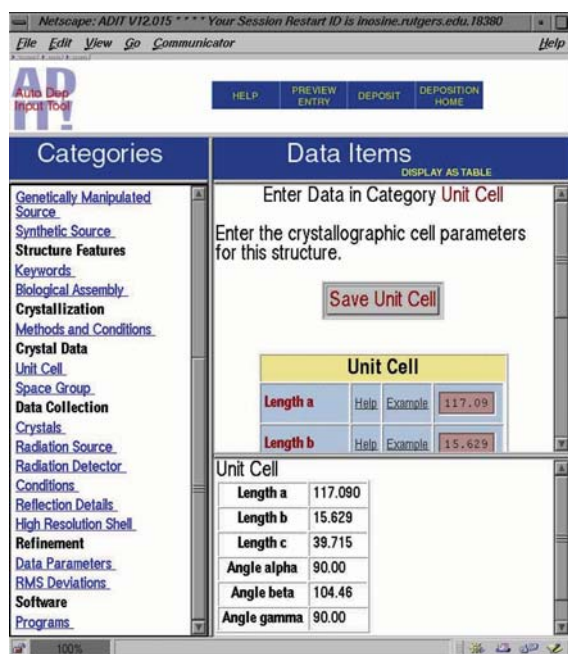 Netscape: ADIT V12.015 * * * * Your Session Restart ID is inosine.rutgers.edu.18380
File Edit View Go Communicator Help
Auto Dep
Input Tool
HELP
PREVIEW
ENTRY
DEPOSIT
DEPOSITION
HOME
Categories
Genetically Manipulated
Source
Synthetic Source
Structure Features
Keywords
Biological Assembly
Crystallization
Methods and Conditions
Crystal Data
Unit Cell
Space Group
Data Collection
Crystals
Radiation Source
Radiation Detector
Conditions
Reflection Details
High Resolution Shell
Refinement
Data Parameters
RMS Deviations
Software
Programs
Data Items
DISPLAY AS TABLE
Enter Data in Category Unit Cell
Enter the crystallographic cell parameters
for this structure.
Save Unit Cell
Unit Cell
Length a Help Example 117.09
Length b Help Example 15.629
Unit Cell
Length a 117.090
Length b 15.629
Length c 39.715
Angle alpha 90.00
Angle beta 104.46
Angle gamma 90.00
100%